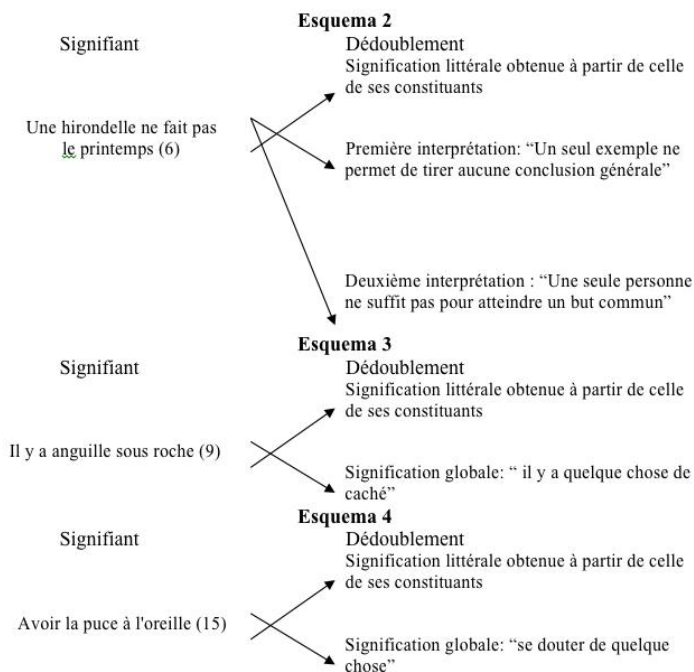 Esquema 2
Signifiant
Dédoublement
Signification littérale obtenue à partir de celle
de ses constituants
Une hirondelle ne fait pas
le printemps (6)
Première interprétation: “Un seul exemple ne
permet de tirer aucune conclusion générale”
Deuxième interprétation : “Une seule personne
ne suffit pas pour atteindre un but commun”
Esquema 3
Signifiant
Dédoublement
Signification littérale obtenue à partir de celle
de ses constituants
Il y a anguille sous roche (9)
Signification globale: “ il y a quelque chose de
caché”
Esquema 4
Signifiant
Dédoublement
Signification littérale obtenue à partir de celle
de ses constituants
Avoir la puce à l'oreille (15)
Signification globale: “se douter de quelque
chose”